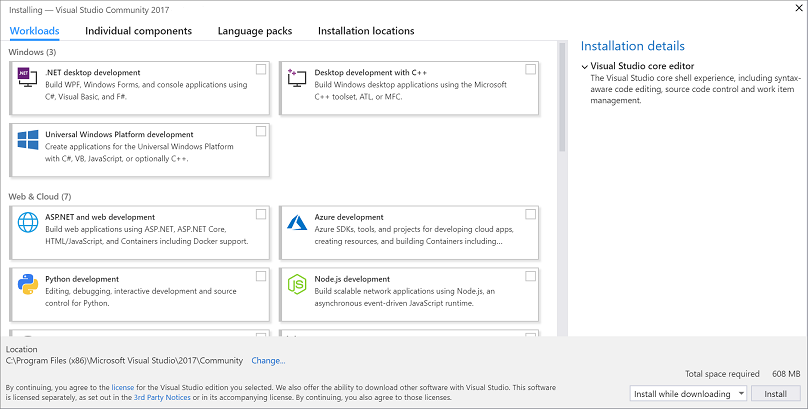 Installing — Visual Studio Community 2017
Workloads Individual components Language packs Installation locations
Windows (3)
.NET
.NET desktop development
Build WPF, Windows Forms, and console applications using
C#, Visual Basic, and F#.
Desktop development with C++
Build Windows desktop applications using the Microsoft
C++ toolset, ATL, or MFC.
Universal Windows Platform development
Create applications for the Universal Windows Platform
with C#, VB, JavaScript, or optionally C++.
Web & Cloud (7)
ASP.NET and web development
Build web applications using ASP.NET, ASP.NET Core,
HTML/JavaScript, and Containers including Docker support.
Azure development
Azure SDKs, tools, and projects for developing cloud apps,
creating resources, and building Containers including...
Python development
Editing, debugging, interactive development and source
control for Python.
Node.js development
Build scalable network applications using Node.js, an
asynchronous event-driven JavaScript runtime.
Installation details
Visual Studio core editor
The Visual Studio core shell experience, including syntax-
aware code editing, source code control and work item
management.
Location
C:\Program Files (x86)\Microsoft Visual Studio\2017\Community Change...
Total space required 608 MB
By continuing, you agree to the license for the Visual Studio edition you selected. We also offer the ability to download other software with Visual Studio. This software
is licensed separately, as set out in the 3rd Party Notices or in its accompanying license. By continuing, you also agree to those licenses.
Install while downloading Install